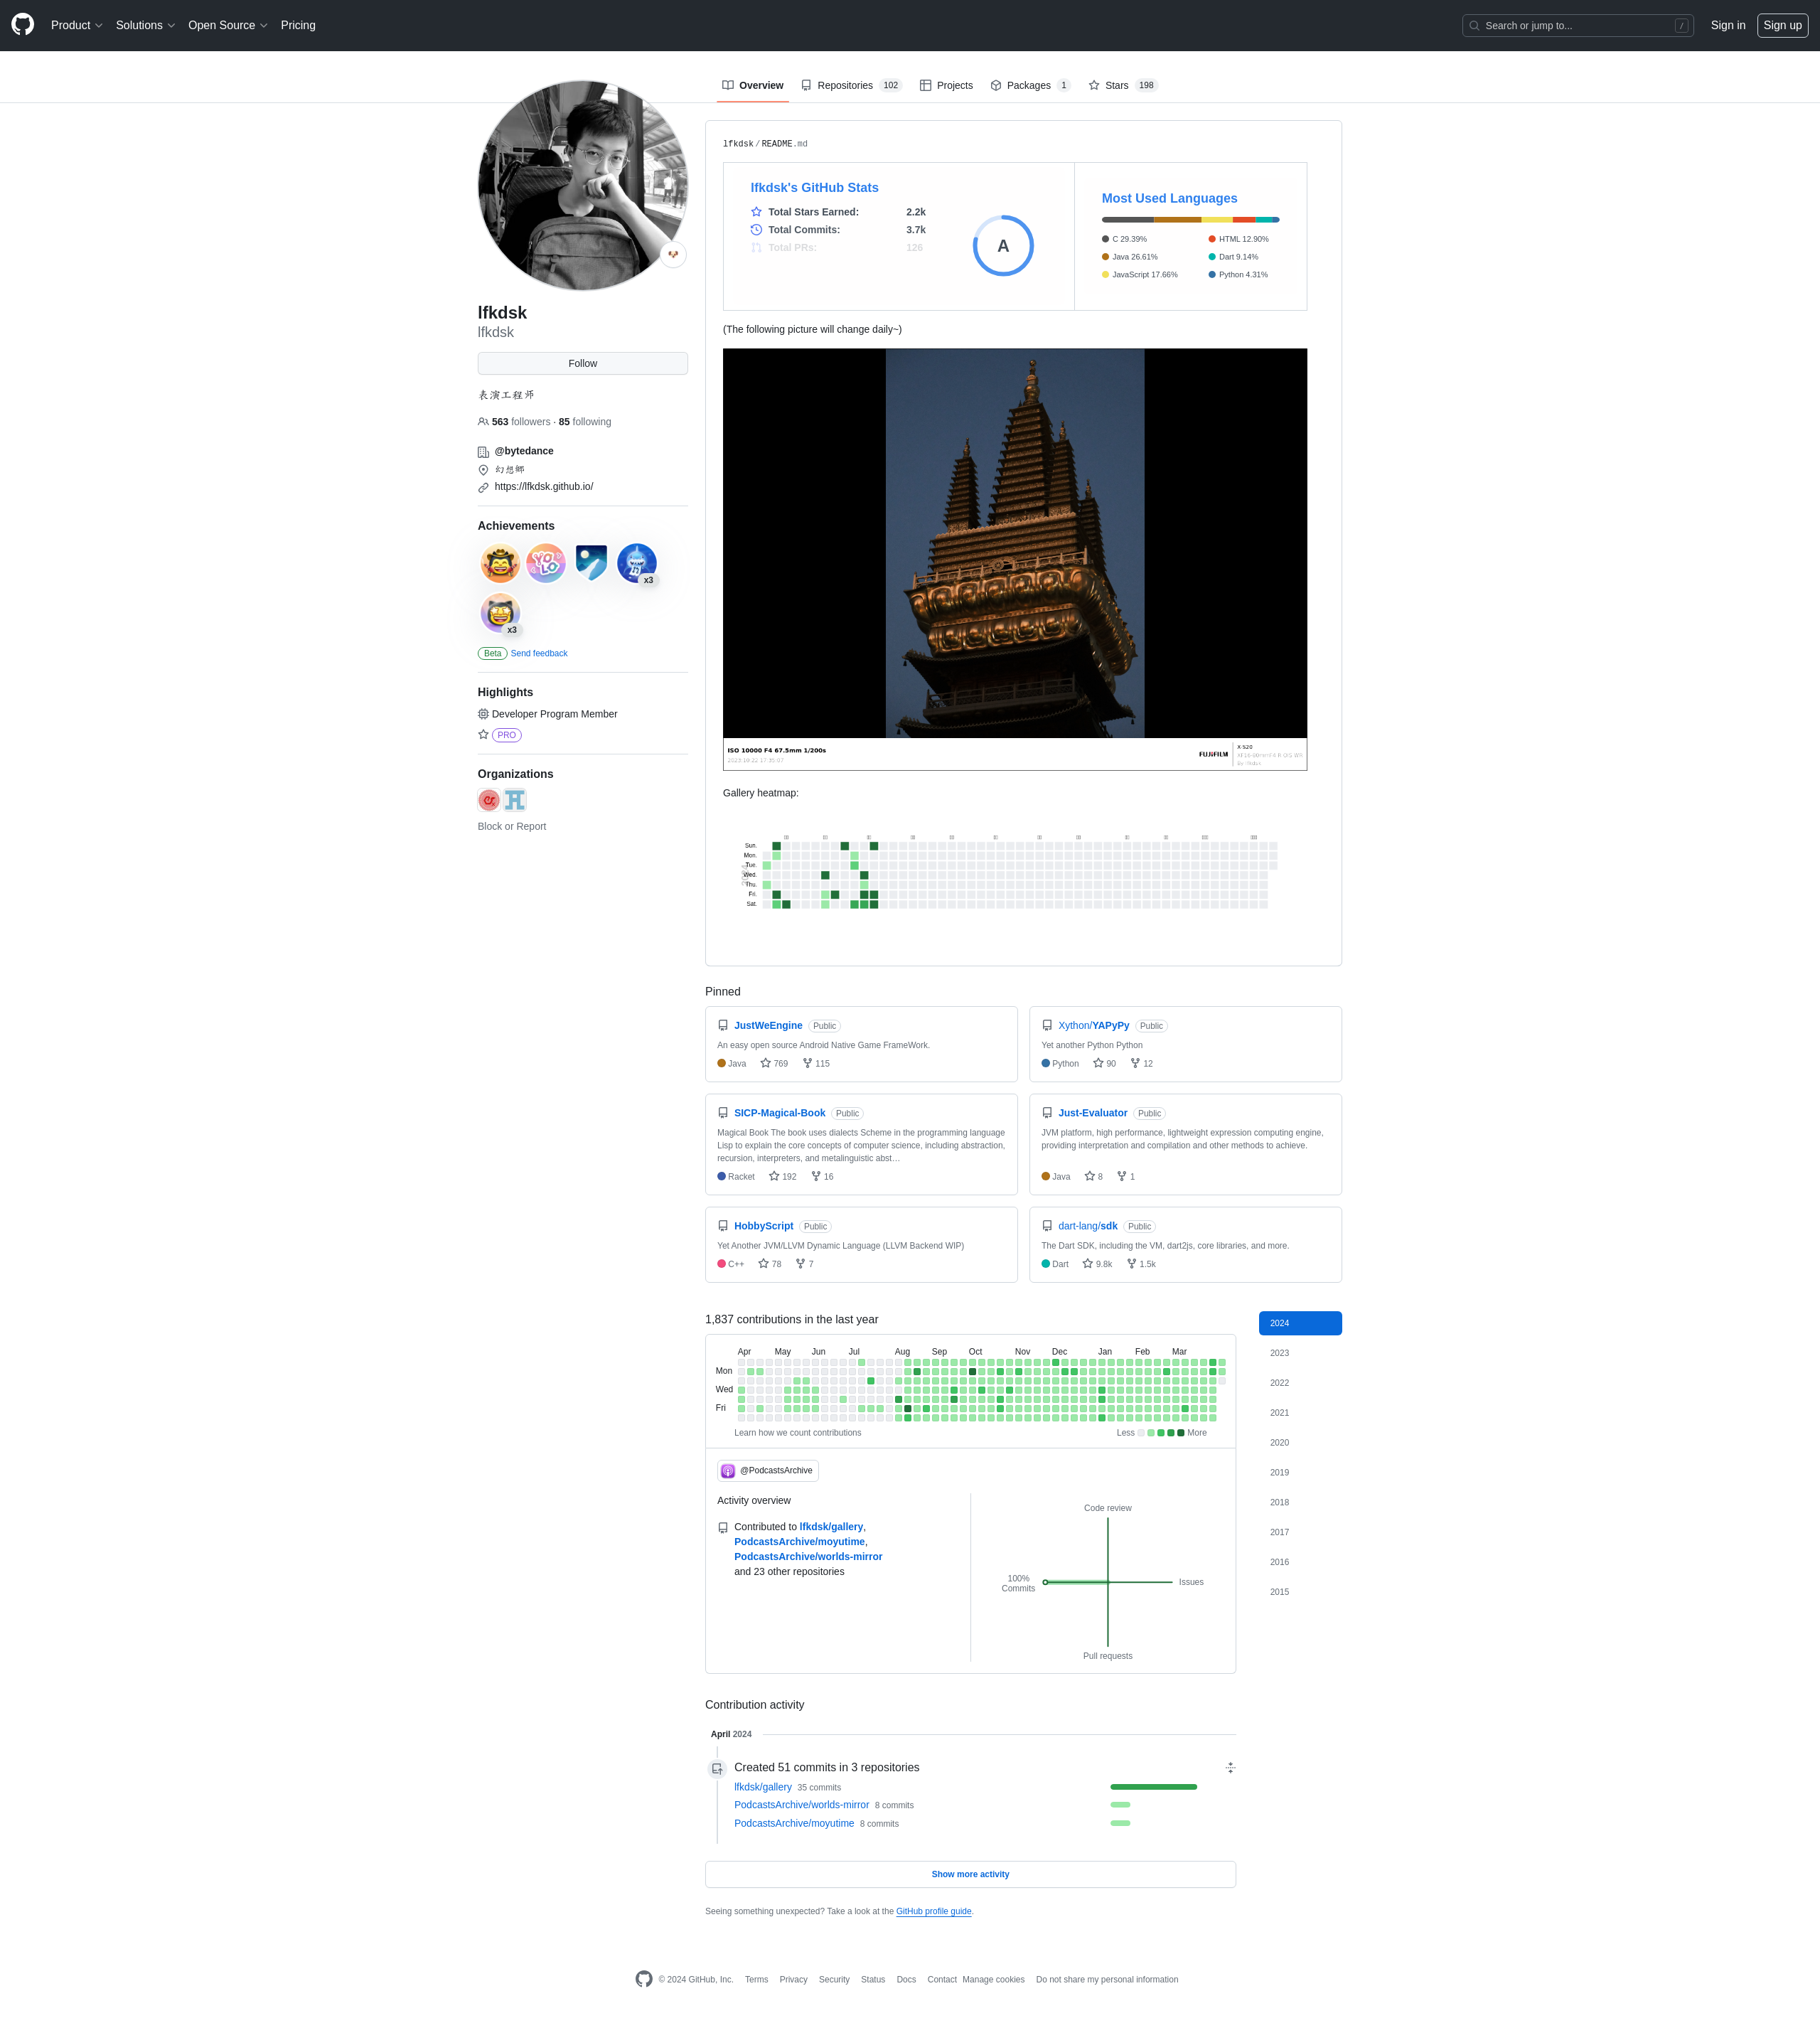 Product Solutions Open Source Pricing Search or jump to... / Sign in Sign up
Overview Repositories 102 Projects Packages 1 Stars 198
lfkdsk
lfkdsk
Follow
表演工程师
563 followers · 85 following
@bytedance
幻想郷
https://lfkdsk.github.io/
Achievements
YOLO
x3
x3
Beta Send feedback
Highlights
Developer Program Member
PRO
Organizations
Block or Report
lfkdsk/README.md
lfkdsk's GitHub Stats
Total Stars Earned: 2.2k
Total Commits: 3.7k
Total PRs: 126
A
Most Used Languages
C 29.39%
Java 26.61%
JavaScript 17.66%
HTML 12.90%
Dart 9.14%
Python 4.31%
(The following picture will change daily~)
ISO 10000 F4 67.5mm 1/200s
FUJIFILM
Gallery heatmap:
Sun.
Mon.
Tue.
Wed.
Thu.
Fri.
Sat.
Pinned
JustWeEngine Public
An easy open source Android Native Game FrameWork.
Java 769 115
Xython/YAPyPy Public
Yet another Python Python
Python 90 12
SICP-Magical-Book Public
Magical Book The book uses dialects Scheme in the programming language
Lisp to explain the core concepts of computer science, including abstraction,
recursion, interpreters, and metalinguistic abst…
Racket 192 16
Just-Evaluator Public
JVM platform, high performance, lightweight expression computing engine,
providing interpretation and compilation and other methods to achieve.
Java 8 1
HobbyScript Public
Yet Another JVM/LLVM Dynamic Language (LLVM Backend WIP)
C++ 78 7
dart-lang/sdk Public
The Dart SDK, including the VM, dart2js, core libraries, and more.
Dart 9.8k 1.5k
1,837 contributions in the last year
Apr May Jun Jul Aug Sep Oct Nov Dec Jan Feb Mar
Mon
Wed
Fri
Learn how we count contributions Less More
@PodcastsArchive
Activity overview
Contributed to lfkdsk/gallery,
PodcastsArchive/moyutime,
PodcastsArchive/worlds-mirror
and 23 other repositories
Code review
100%
Commits
Issues
Pull requests
2024
2023
2022
2021
2020
2019
2018
2017
2016
2015
Contribution activity
April 2024
Created 51 commits in 3 repositories
lfkdsk/gallery 35 commits
PodcastsArchive/worlds-mirror 8 commits
PodcastsArchive/moyutime 8 commits
Show more activity
Seeing something unexpected? Take a look at the GitHub profile guide.
© 2024 GitHub, Inc. Terms Privacy Security Status Docs Contact Manage cookies Do not share my personal information